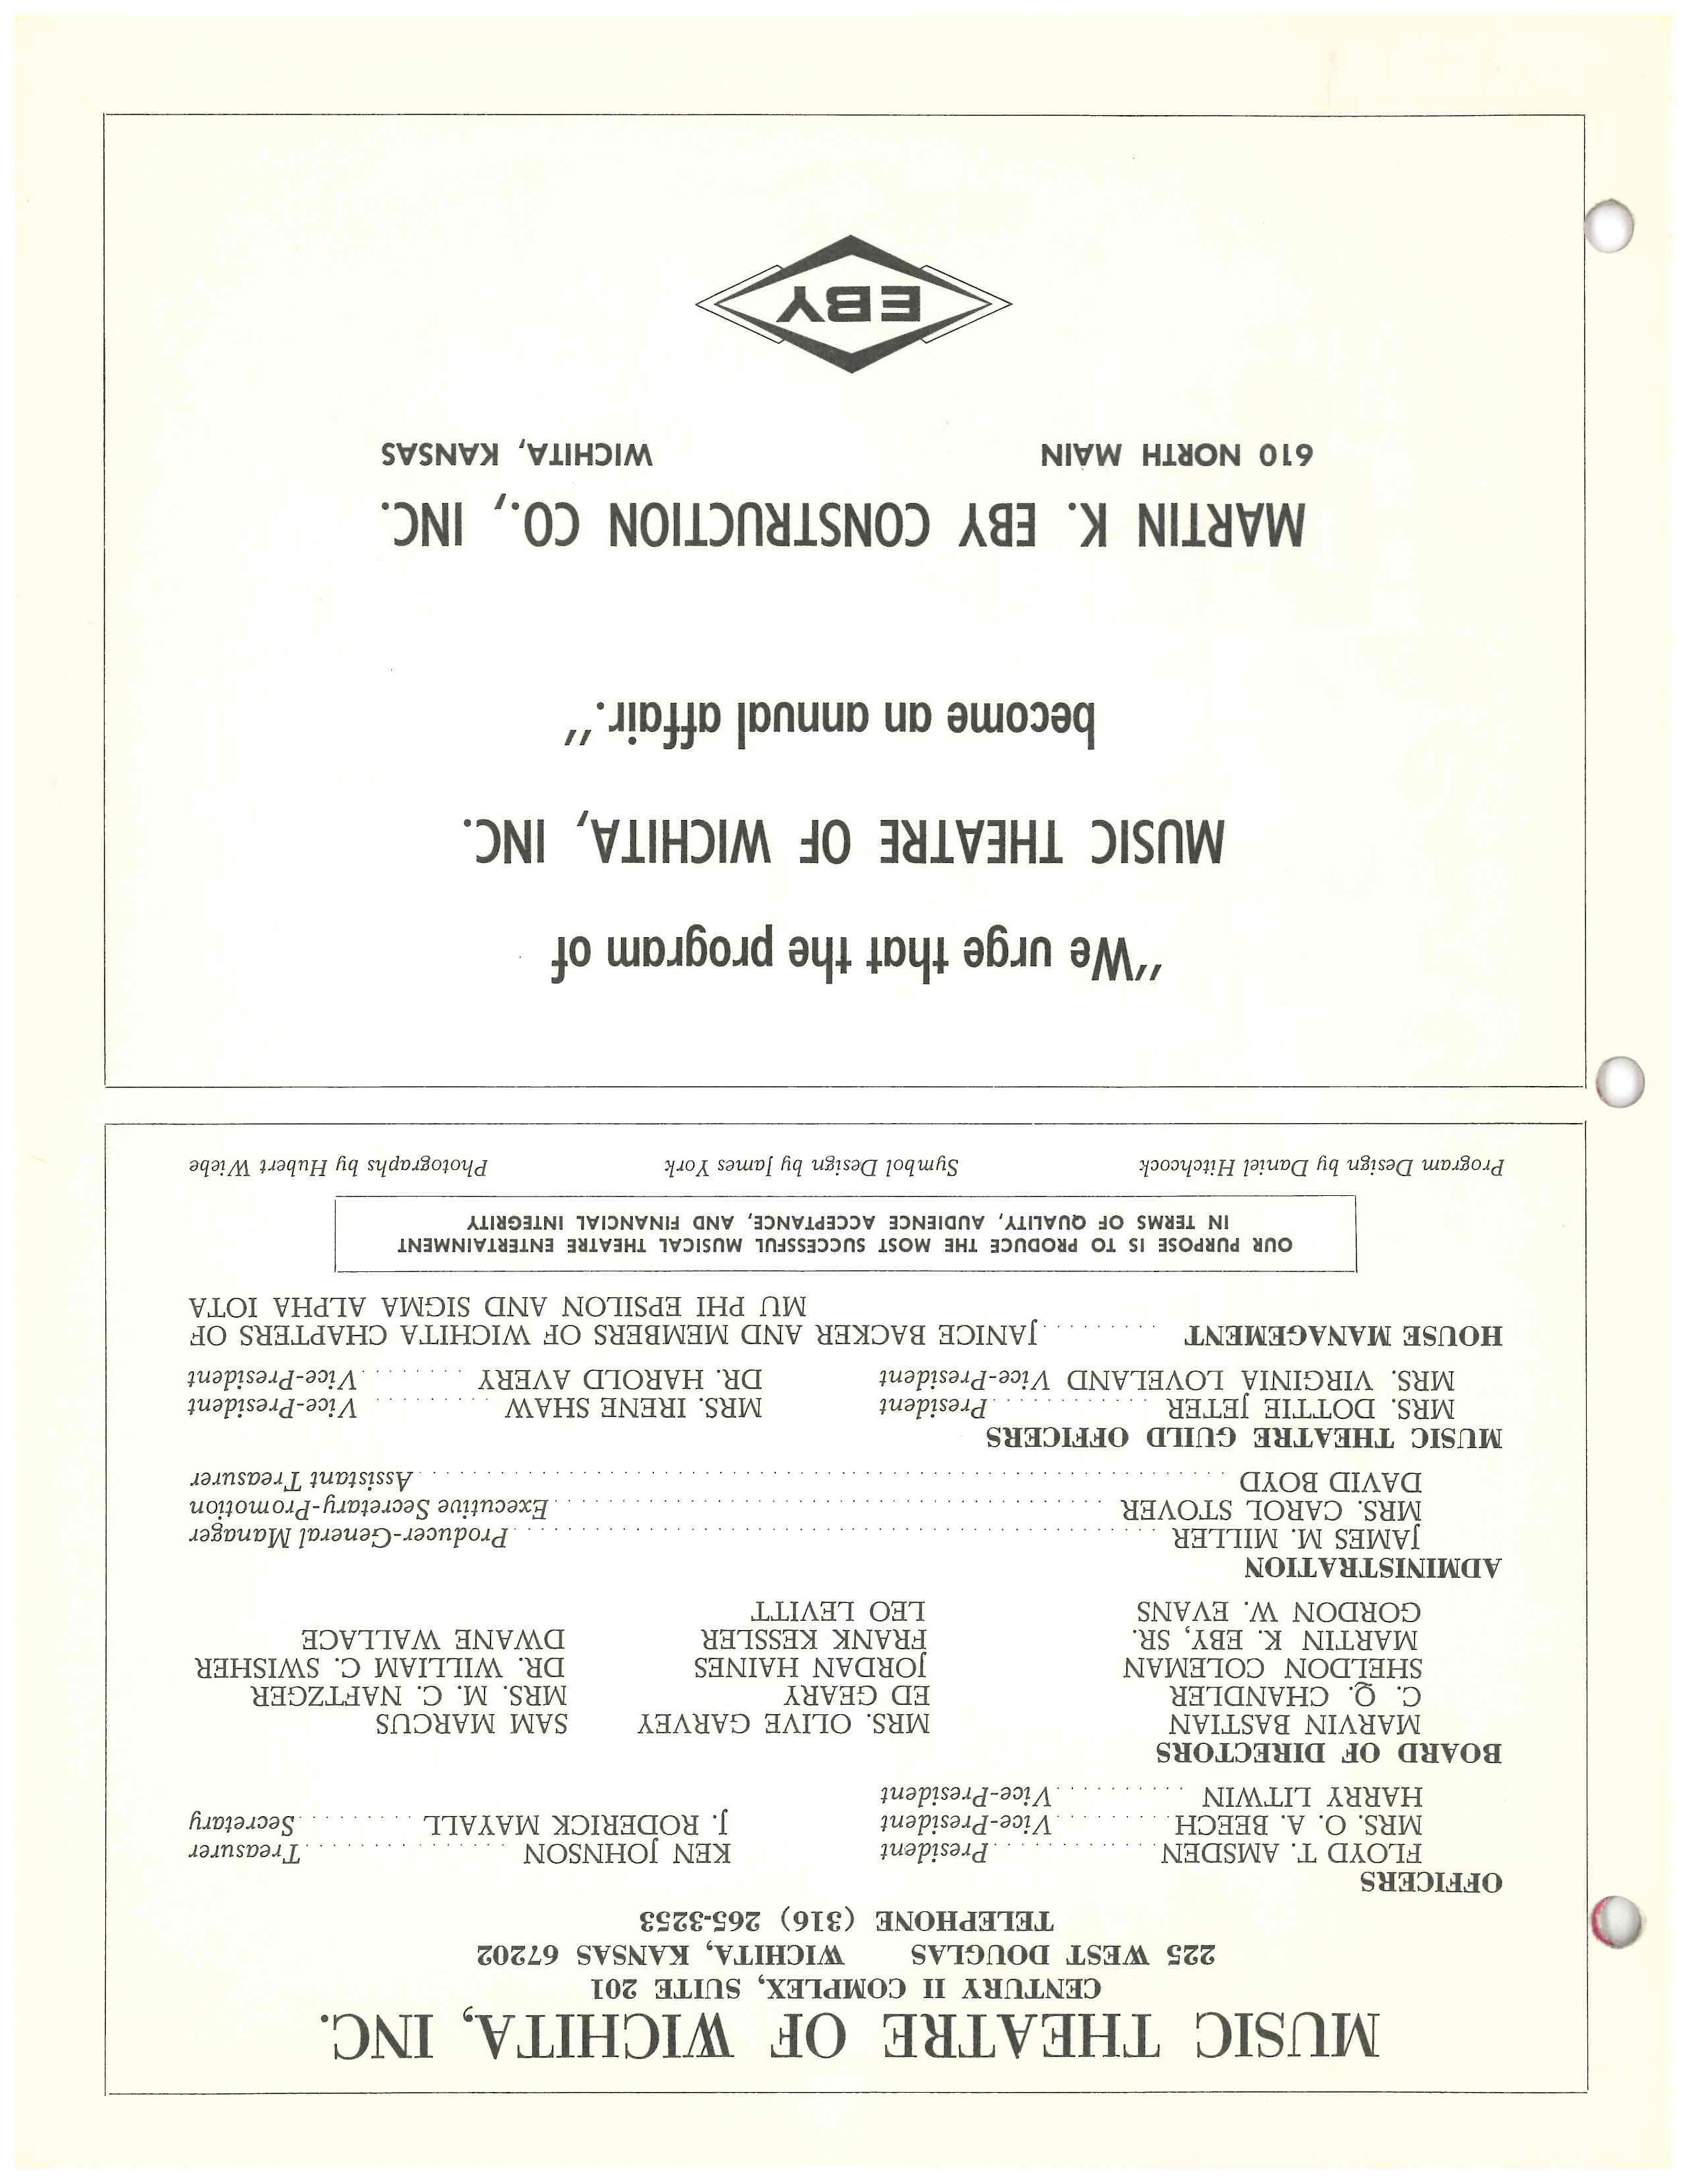 MUSIC THEATRE OF WICHITA, INC.
CENTURY II COMPLEX, SUITE 201
225 WEST DOUGLAS WICHITA, KANSAS 67202
TELEPHONE (316) 265-3253
OFFICERS
FLOYD T. AMSDEN . . . . . . . . . . . . President KEN JOHNSON . . . . . . . . . . . . Treasurer
MRS. O. A. BEECH . . . . . . . . . . Vice-President J. RODERICK MAYALL . . . . . . . . . Secretary
HARRY LITWIN . . . . . . . . . . Vice-President
BOARD OF DIRECTORS
MARVIN BASTIAN MRS. OLIVE GARVEY SAM MARCUS
C. Q. CHANDLER ED GEARY MRS. M. C. NAFTZGER
SHELDON COLEMAN JORDAN HAINES DR. WILLIAM C. SWISHER
MARTIN K. EBY, SR. FRANK KESSLER DWANE WALLACE
GORDON W. EVANS LEO LEVITT
ADMINISTRATION
JAMES M. MILLER . . . . . . . . . . . . Producer-General Manager
MRS. CAROL STOVER . . . . . . . . . . . . Executive Secretary-Promotion
DAVID BOYD . . . . . . . . . . . . Assistant Treasurer
MUSIC THEATRE GUILD OFFICERS
MRS. DOTTIE JETER . . . . . . . . . . . . President MRS. IRENE SHAW . . . . . . . . . Vice-President
MRS. VIRGINIA LOVELAND Vice-President DR. HAROLD AVERY . . . . . . . . Vice-President
HOUSE MANAGEMENT . . . . . . . . JANICE BACKER AND MEMBERS OF WICHITA CHAPTERS OF
MU PHI EPSILON AND SIGMA ALPHA IOTA
OUR PURPOSE IS TO PRODUCE THE MOST SUCCESSFUL MUSICAL THEATRE ENTERTAINMENT
IN TERMS OF QUALITY, AUDIENCE ACCEPTANCE, AND FINANCIAL INTEGRITY
Program Design by Daniel Hitchcock Symbol Design by James York Photographs by Hubert Wiebe
"We urge that the program of
MUSIC THEATRE OF WICHITA, INC.
become an annual affair."
MARTIN K. EBY CONSTRUCTION CO., INC.
610 NORTH MAIN WICHITA, KANSAS
EBY